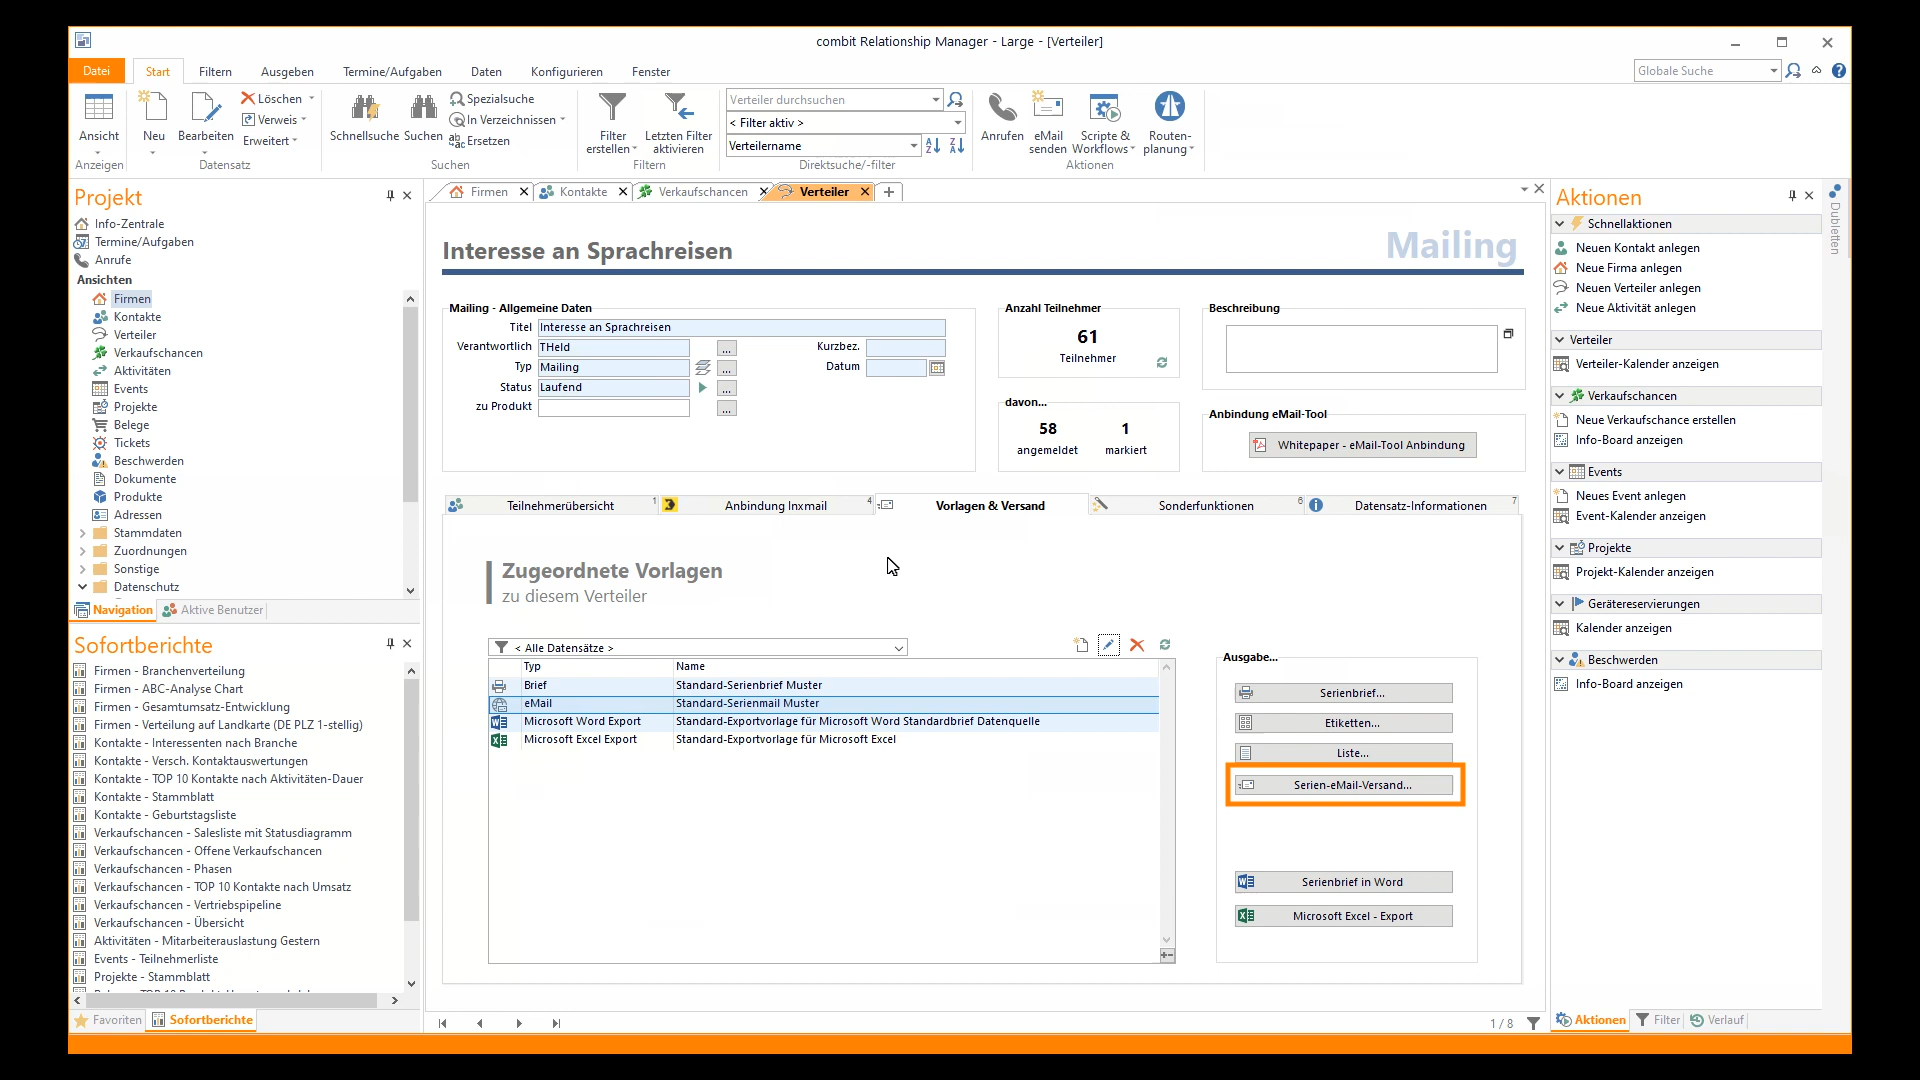 combit Relationship Manager - Large - [Verteiler]
Datei Start Filtern Ausgeben Termine/Aufgaben Daten Konfigurieren Fenster Globale Suche
Ansicht
Anzeigen
Neu Bearbeiten
Löschen
Verweis
Erweitert
Datensatz
Schnellsuche Suchen
Spezialsuche
In Verzeichnissen
Ersetzen
Suchen
Filter erstellen
Letzten Filter aktivieren
Filtern
Verteiler durchsuchen
< Filter aktiv >
Verteilername
Direktsuche/-filter
Anrufen
eMail senden
Scripte & Workflows
Routen-planung
Aktionen
Projekt
Info-Zentrale
Termine/Aufgaben
Anrufe
Ansichten
Firmen
Kontakte
Verteiler
Verkaufschancen
Aktivitäten
Events
Projekte
Belege
Tickets
Beschwerden
Dokumente
Produkte
Adressen
Stammdaten
Zuordnungen
Sonstige
Datenschutz
Navigation Aktive Benutzer
Sofortberichte
Firmen - Branchenverteilung
Firmen - ABC-Analyse Chart
Firmen - Gesamtumsatz-Entwicklung
Firmen - Verteilung auf Landkarte (DE PLZ 1-stellig)
Kontakte - Interessenten nach Branche
Kontakte - Versch. Kontaktauswertungen
Kontakte - TOP 10 Kontakte nach Aktivitäten-Dauer
Kontakte - Stammblatt
Kontakte - Geburtstagsliste
Verkaufschancen - Salesliste mit Statusdiagramm
Verkaufschancen - Offene Verkaufschancen
Verkaufschancen - Phasen
Verkaufschancen - TOP 10 Kontakte nach Umsatz
Verkaufschancen - Vertriebspipeline
Verkaufschancen - Übersicht
Aktivitäten - Mitarbeiterauslastung Gestern
Events - Teilnehmerliste
Projekte - Stammblatt
Favoriten Sofortberichte
Firmen Kontakte Verkaufschancen Verteiler
Interesse an Sprachreisen
Mailing
Mailing - Allgemeine Daten
Titel Interesse an Sprachreisen
Verantwortlich THeld ... Kurzbez.
Typ Mailing ... Datum
Status Laufend ...
zu Produkt ...
Anzahl Teilnehmer
61
Teilnehmer
davon...
58 1
angemeldet markiert
Beschreibung
Anbindung eMail-Tool
Whitepaper - eMail-Tool Anbindung
Teilnehmerübersicht 1 Anbindung Inxmail 4 Vorlagen & Versand Sonderfunktionen 6 Datensatz-Informationen 7
Zugeordnete Vorlagen
zu diesem Verteiler
< Alle Datensätze >
Typ Name
Brief Standard-Serienbrief Muster
eMail Standard-Serienmail Muster
Microsoft Word Export Standard-Exportvorlage für Microsoft Word Standardbrief Datenquelle
Microsoft Excel Export Standard-Exportvorlage für Microsoft Excel
Ausgabe...
Serienbrief...
Etiketten...
Liste...
Serien-eMail-Versand...
Serienbrief in Word
Microsoft Excel - Export
1 / 8
Aktionen
Schnellaktionen
Neuen Kontakt anlegen
Neue Firma anlegen
Neuen Verteiler anlegen
Neue Aktivität anlegen
Verteiler
Verteiler-Kalender anzeigen
Verkaufschancen
Neue Verkaufschance erstellen
Info-Board anzeigen
Events
Neues Event anlegen
Event-Kalender anzeigen
Projekte
Projekt-Kalender anzeigen
Gerätereservierungen
Kalender anzeigen
Beschwerden
Info-Board anzeigen
Aktionen Filter Verlauf
Dubletten